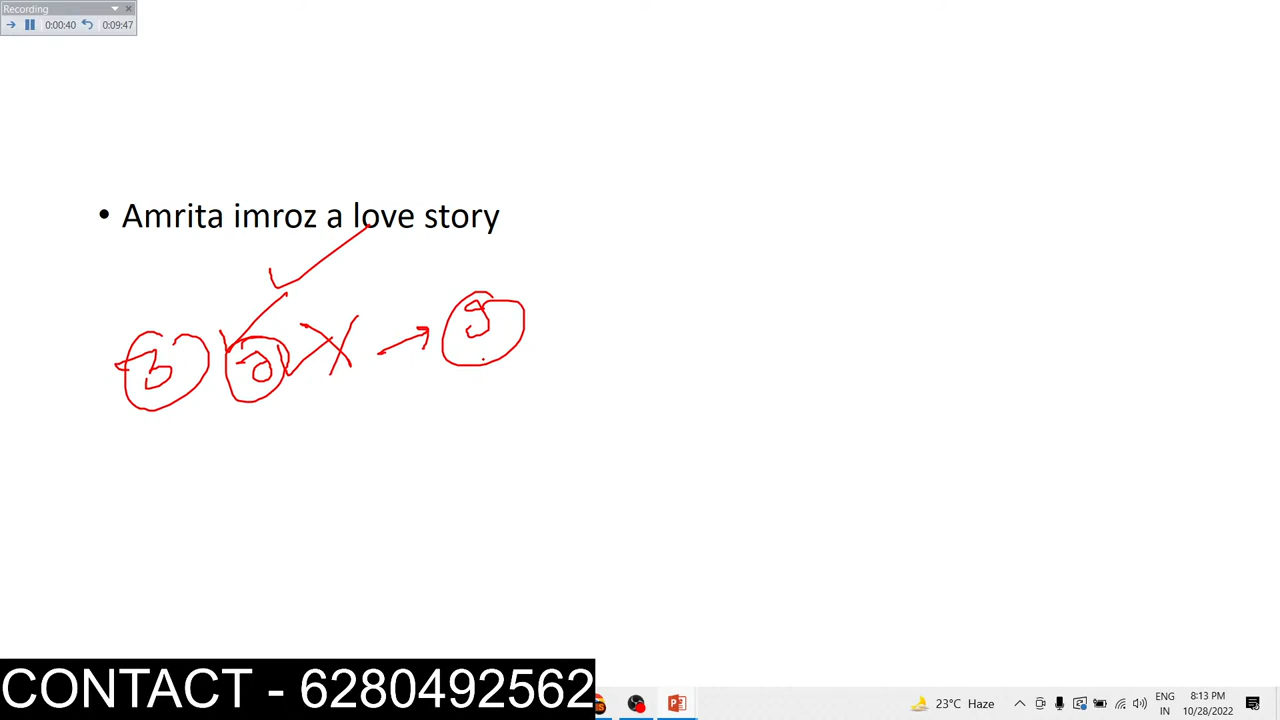 Recording
0:00:40 0:09:47
• Amrita imroz a love story
CONTACT - 6280492562
23°C Haze
ENG
IN
8:13 PM
10/28/2022